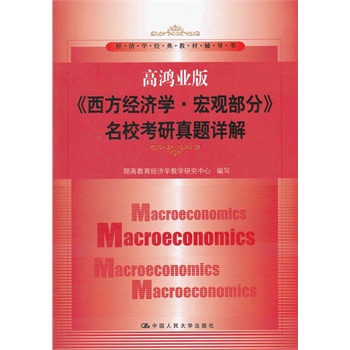 经济学经典教材辅导书
高鸿业版
《西方经济学·宏观部分》
名校考研真题详解
翔高教育经济学教学研究中心 编写
Macroeconomics
Macroeconomics
Macroeconomics
Macroeconomics
中国人民大学出版社